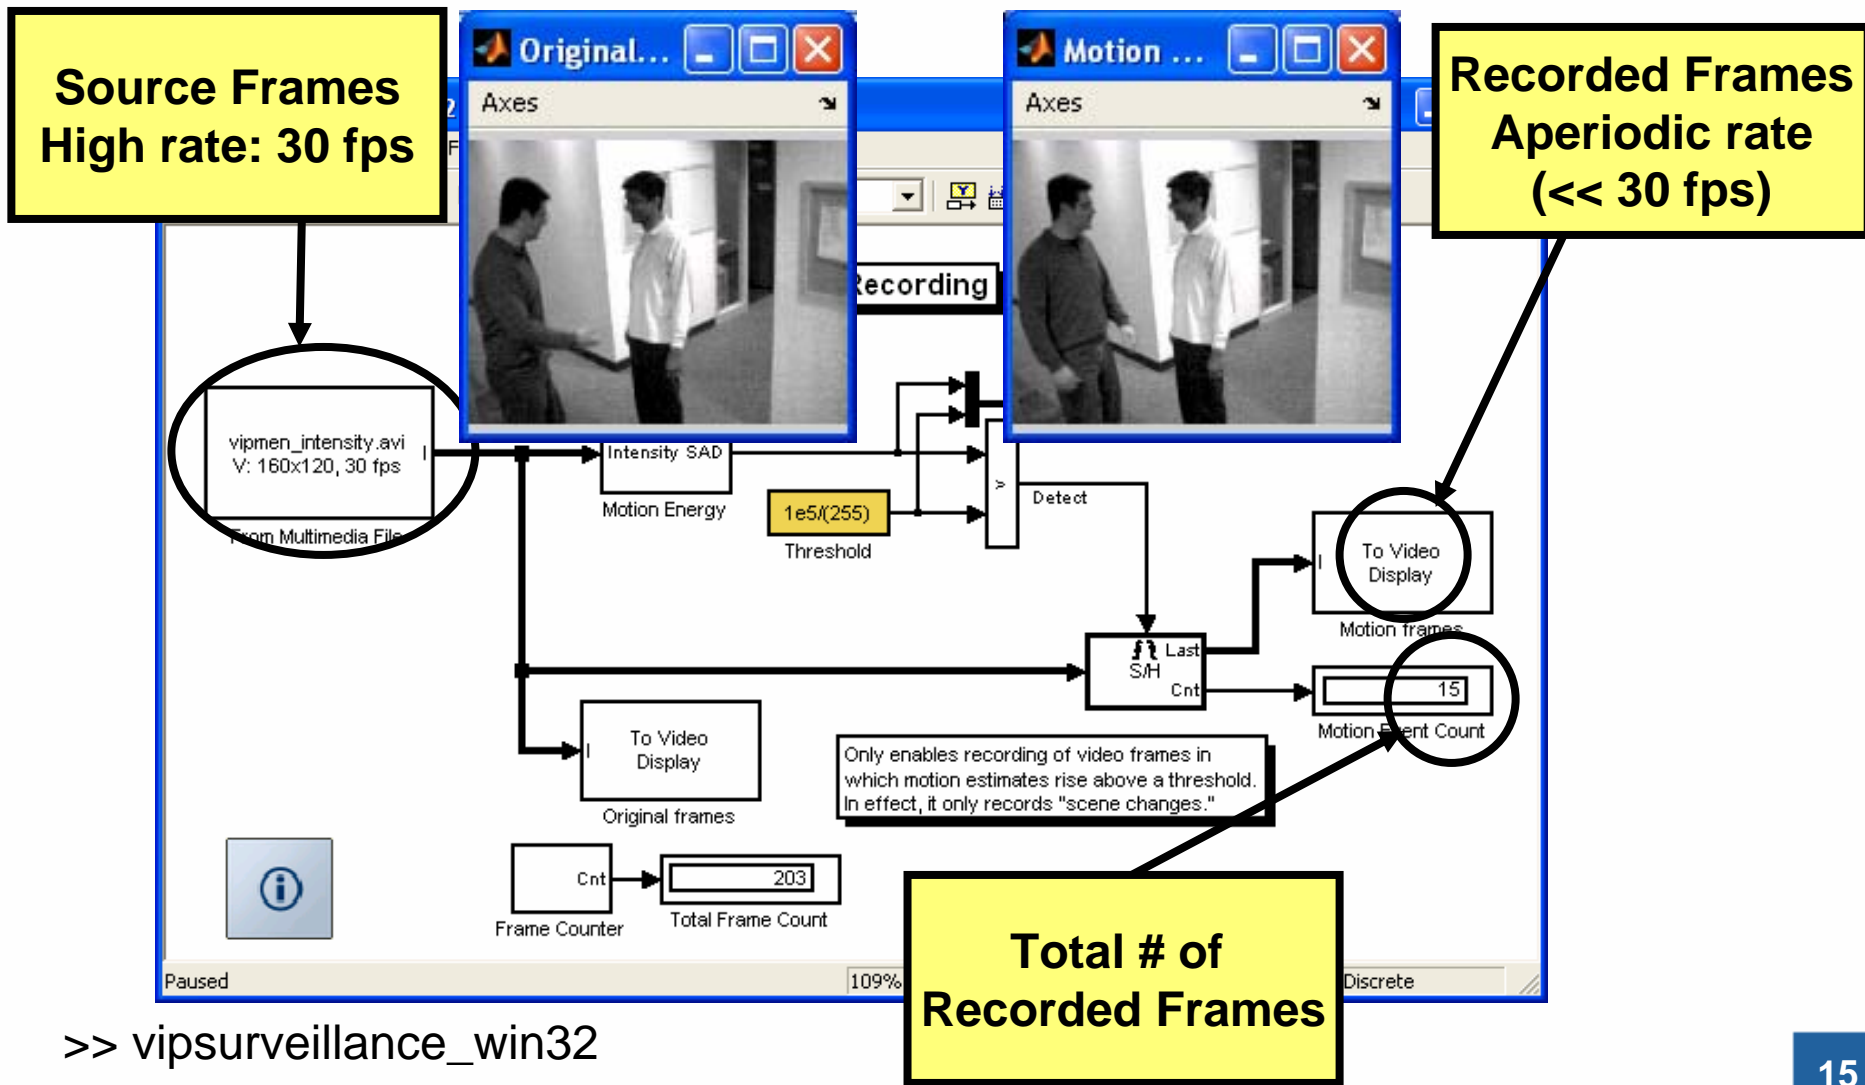 Source Frames
High rate: 30 fps
Original...
Axes
Motion ...
Axes
Recorded Frames
Aperiodic rate
(<< 30 fps)
Recording
vipmen_intensity.avi
V: 160x120, 30 fps
I
From Multimedia File
Intensity SAD
Motion Energy
1e5/(255)
Threshold
>
Detect
I
To Video
Display
Motion frames
Last
S/H
Cnt
15
Motion Event Count
I
To Video
Display
Original frames
Only enables recording of video frames in
which motion estimates rise above a threshold.
In effect, it only records "scene changes."
Cnt
Frame Counter
203
Total Frame Count
Total # of
Recorded Frames
Paused
109%
Discrete
>> vipsurveillance_win32
15